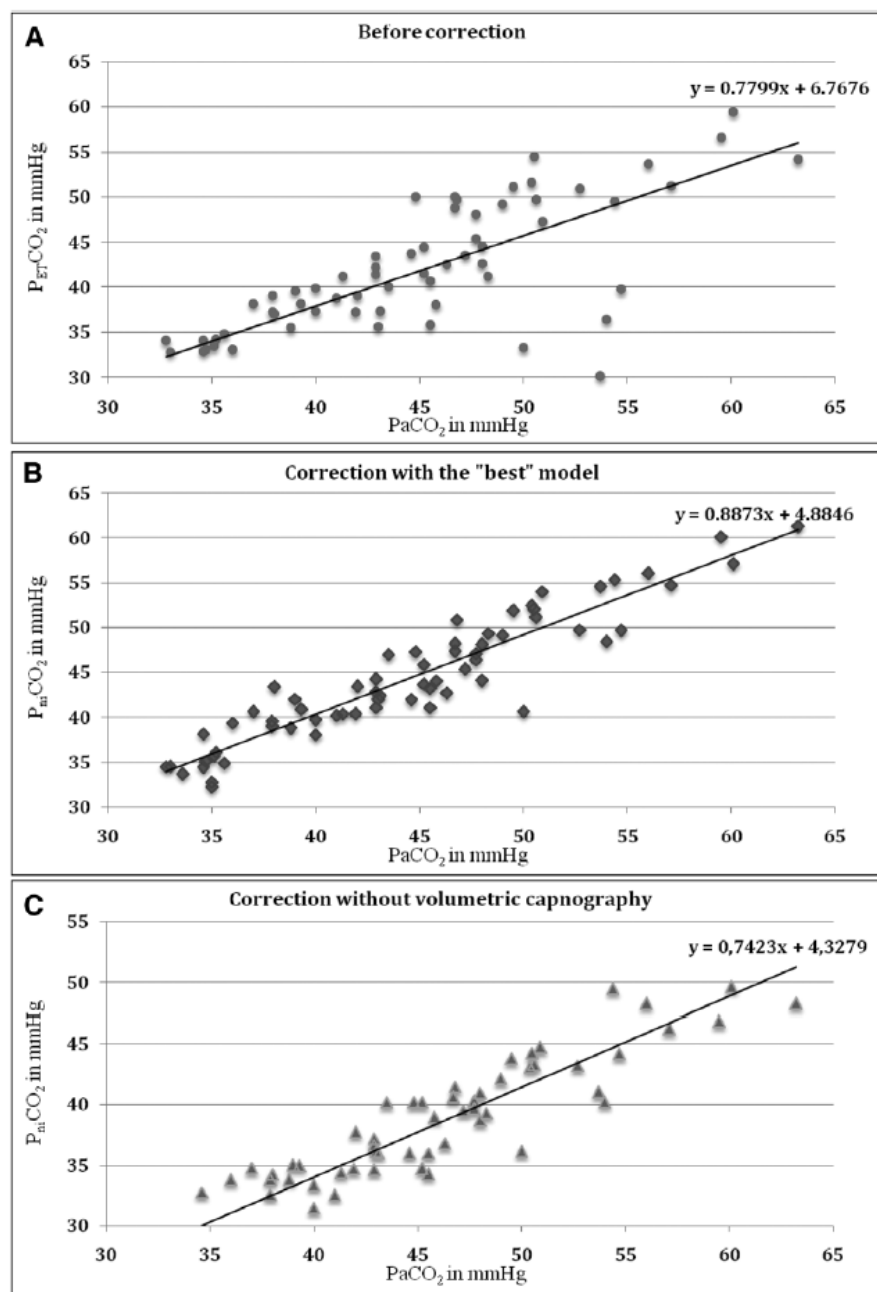 A
Before correction
65
y = 0.7799x + 6.7676
60
55
50
45
40
35
30
P_ETCO₂ in mmHg
30 35 40 45 50 55 60 65
PaCO₂ in mmHg
B
Correction with the "best" model
65
y = 0.8873x + 4.8846
60
55
50
45
40
35
30
PₙᵢCO₂ in mmHg
30 35 40 45 50 55 60 65
PaCO₂ in mmHg
C
Correction without volumetric capnography
55
y = 0,7423x + 4,3279
50
45
40
35
30
PₙᵢCO₂ in mmHg
30 35 40 45 50 55 60 65
PaCO₂ in mmHg